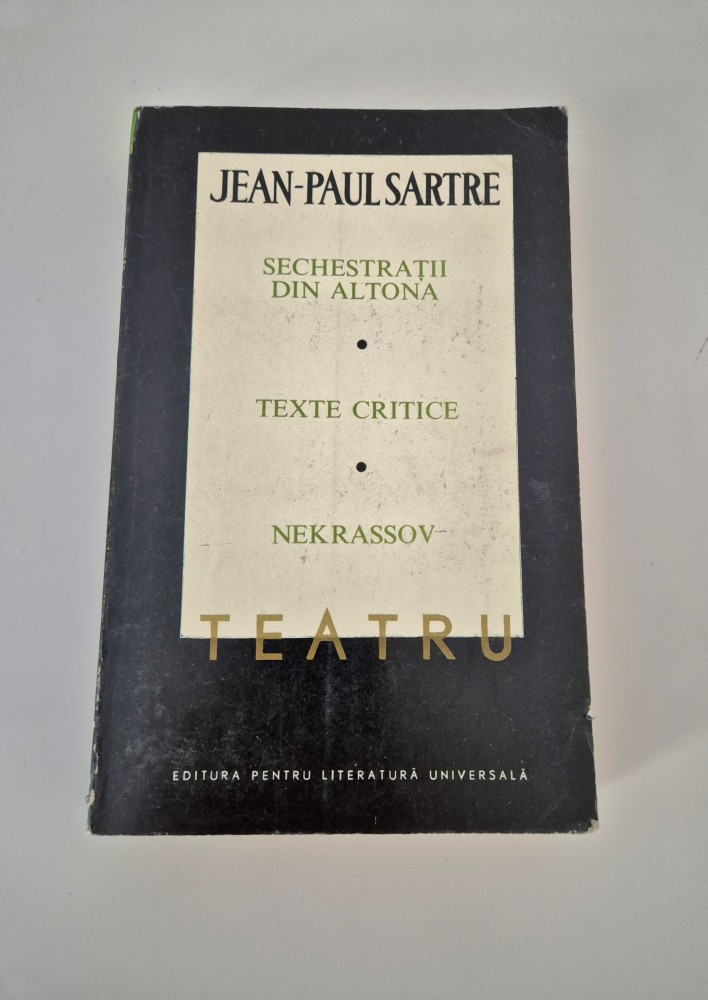 JEAN-PAUL SARTRE
SECHESTRAȚII
DIN ALTONA
TEXTE CRITICE
NEKRASSOV
TEATRU
EDITURA PENTRU LITERATURĂ UNIVERSALĂ